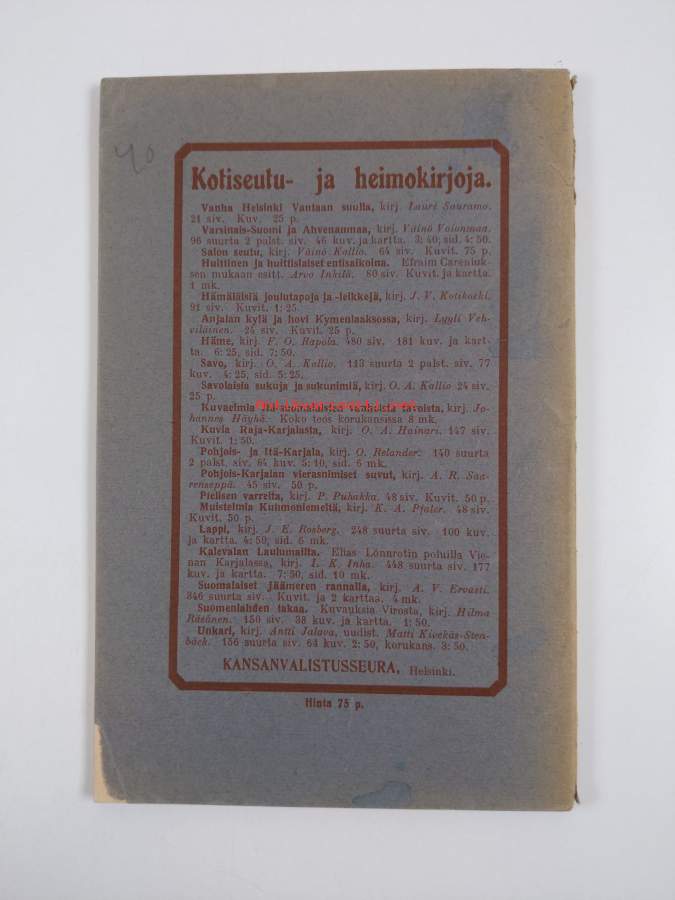 40
Kotiseutu- ja heimokirjoja.
Vanha Helsinki Vantaan suulla, kirj. Lauri Sauramo.
21 siv. Kuv. 25 p.
Varsinais-Suomi ja Ahvenanmaa, kirj. Väinö Voionmaa.
96 suurta 2 palst. siv. 46 kuv. ja kartta. 3: 40, sid. 4: 50.
Salon seutu, kirj. Väinö Kallio. 64 siv. Kuvit. 75 p.
Huittinen ja huittislaiset entisaikoina. Efraim Careniuk-
sen mukaan esitt. Arvo Inkilä. 80 siv. Kuvit. ja kartta.
1 mk.
Hämäläisiä joulutapoja ja -leikkejä, kirj. J. V. Kotikoski.
91 siv. Kuvit. 1: 25.
Anjalan kylä ja hovi Kymenlaaksossa, kirj. Lyyli Veh-
viläinen. 24 siv. Kuvit. 25 p.
Häme, kirj. F. O. Rapola. 480 siv. 181 kuv. ja kart-
ta. 6: 25, sid. 7: 50.
Savo, kirj. O. A. Kallio. 113 suurta 2 palst. siv. 77
kuv. 4: 25, sid. 5: 25.
Savolaisia sukuja ja sukunimiä, kirj. O. A. Kallio 24 siv.
25 p.
Kuvaelmia itä-suomalaisten vanhoista tavoista, kirj. Jo-
hannes Häyhä. Koko teos korukansissa 8 mk.
Kuvia Raja-Karjalasta, kirj. O. A. Hainari. 147 siv.
Kuvit. 1: 50.
Pohjois- ja Itä-Karjala, kirj. O. Relander. 140 suurta
2 palst. siv. 64 kuv. 5: 10, sid. 6 mk.
Pohjois-Karjalan vierasnimiset suvut, kirj. A. R. Saa-
renseppä. 45 siv. 50 p.
Pielisen varrelta, kirj. P. Puhakka. 48 siv. Kuvit. 50 p.
Muistelmia Kuhmoniemeltä, kirj. K. A. Pfaler. 48 siv.
Kuvit. 50 p.
Lappi, kirj. J. E. Rosberg. 248 suurta siv. 100 kuv.
ja kartta. 4: 50, sid. 6 mk.
Kalevalan Laulumailta. Elias Lönnrotin poluilla Vie-
nan Karjalassa, kirj. I. K. Inha. 448 suurta siv. 177
kuv. ja kartta. 7: 50, sid. 10 mk.
Suomalaiset Jäämeren rannalla, kirj. A. V. Ervasti.
346 suurta siv. Kuvit. ja 2 karttaa. 4 mk.
Suomenlahden takaa. Kuvauksia Virosta, kirj. Hilma
Räsänen. 150 siv. 38 kuv. ja kartta. 1: 50.
Unkari, kirj. Antti Jalava, uudist. Matti Kivekäs-Sten-
bäck. 156 suurta siv. 64 kuv. 2: 50, korukans. 3: 50.
KANSANVALISTUSSEURA, Helsinki.
Hinta 75 p.